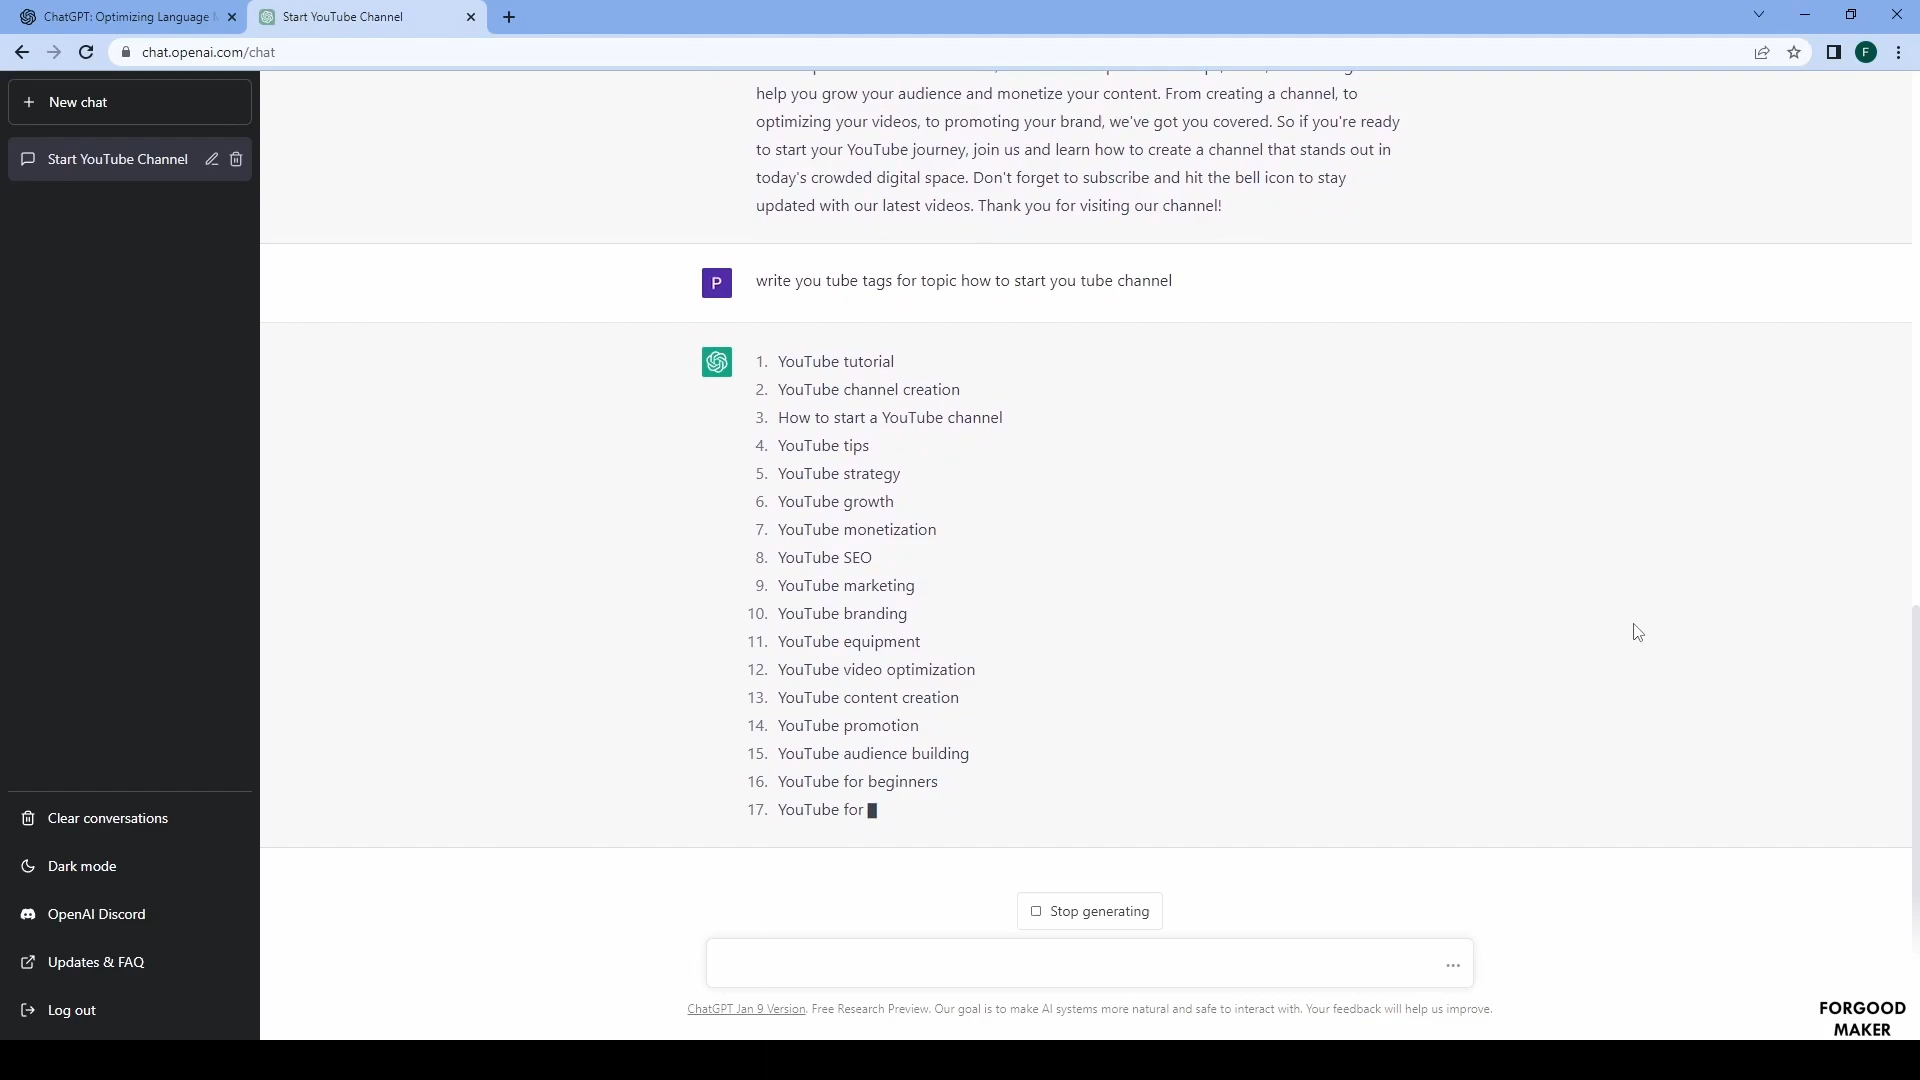 ChatGPT: Optimizing Language
Start YouTube Channel
chat.openai.com/chat
F
New chat
Start YouTube Channel
help you grow your audience and monetize your content. From creating a channel, to
optimizing your videos, to promoting your brand, we've got you covered. So if you're ready
to start your YouTube journey, join us and learn how to create a channel that stands out in
today's crowded digital space. Don't forget to subscribe and hit the bell icon to stay
updated with our latest videos. Thank you for visiting our channel!
P
write you tube tags for topic how to start you tube channel
1. YouTube tutorial
2. YouTube channel creation
3. How to start a YouTube channel
4. YouTube tips
5. YouTube strategy
6. YouTube growth
7. YouTube monetization
8. YouTube SEO
9. YouTube marketing
10. YouTube branding
11. YouTube equipment
12. YouTube video optimization
13. YouTube content creation
14. YouTube promotion
15. YouTube audience building
16. YouTube for beginners
17. YouTube for
Clear conversations
Dark mode
OpenAI Discord
Updates & FAQ
Log out
Stop generating
ChatGPT Jan 9 Version. Free Research Preview. Our goal is to make AI systems more natural and safe to interact with. Your feedback will help us improve.
FORGOOD
MAKER